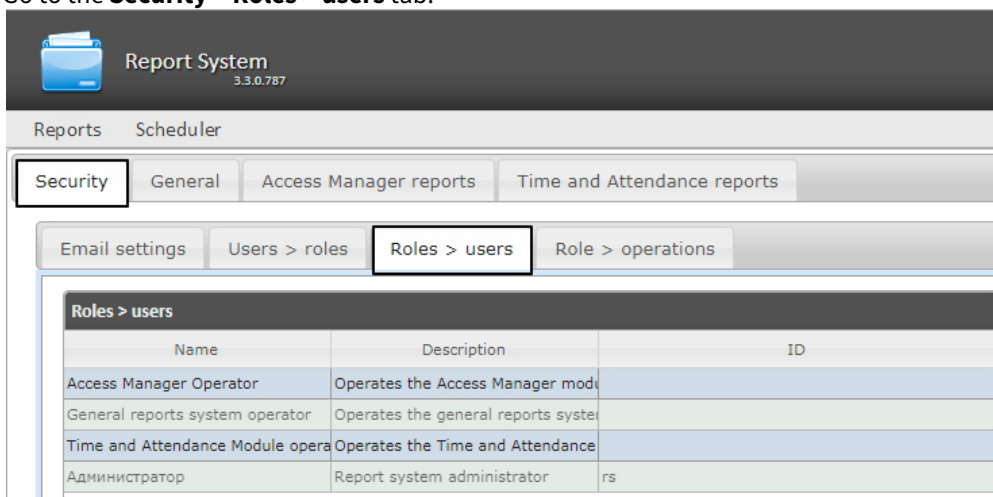 Go to the Security – Roles > users tab.
Report System
3.3.0.787
Reports Scheduler
Security General Access Manager reports Time and Attendance reports
Email settings Users > roles Roles > users Role > operations
Roles > users
Name Description ID
Access Manager Operator Operates the Access Manager modu
General reports system operator Operates the general reports syster
Time and Attendance Module opera Operates the Time and Attendance
Администратор Report system administrator rs